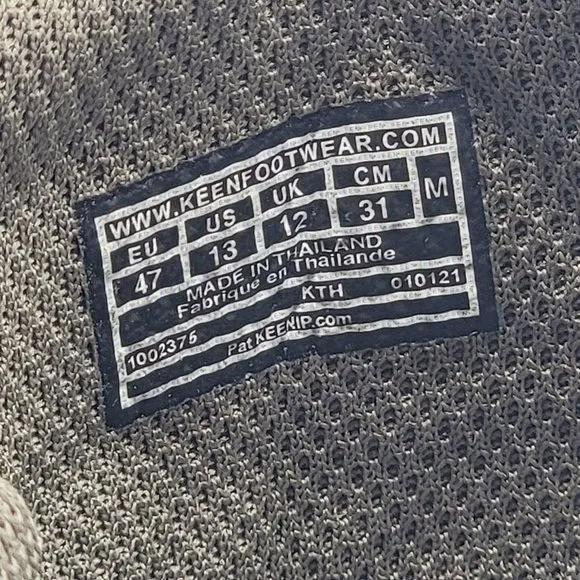 WWW.KEENFOOTWEAR.COM
EU US UK CM M
47 13 12 31
MADE IN THAILAND
Fabrique en Thaïlande
KTH 010121
1002375
Pat KEENIP.com